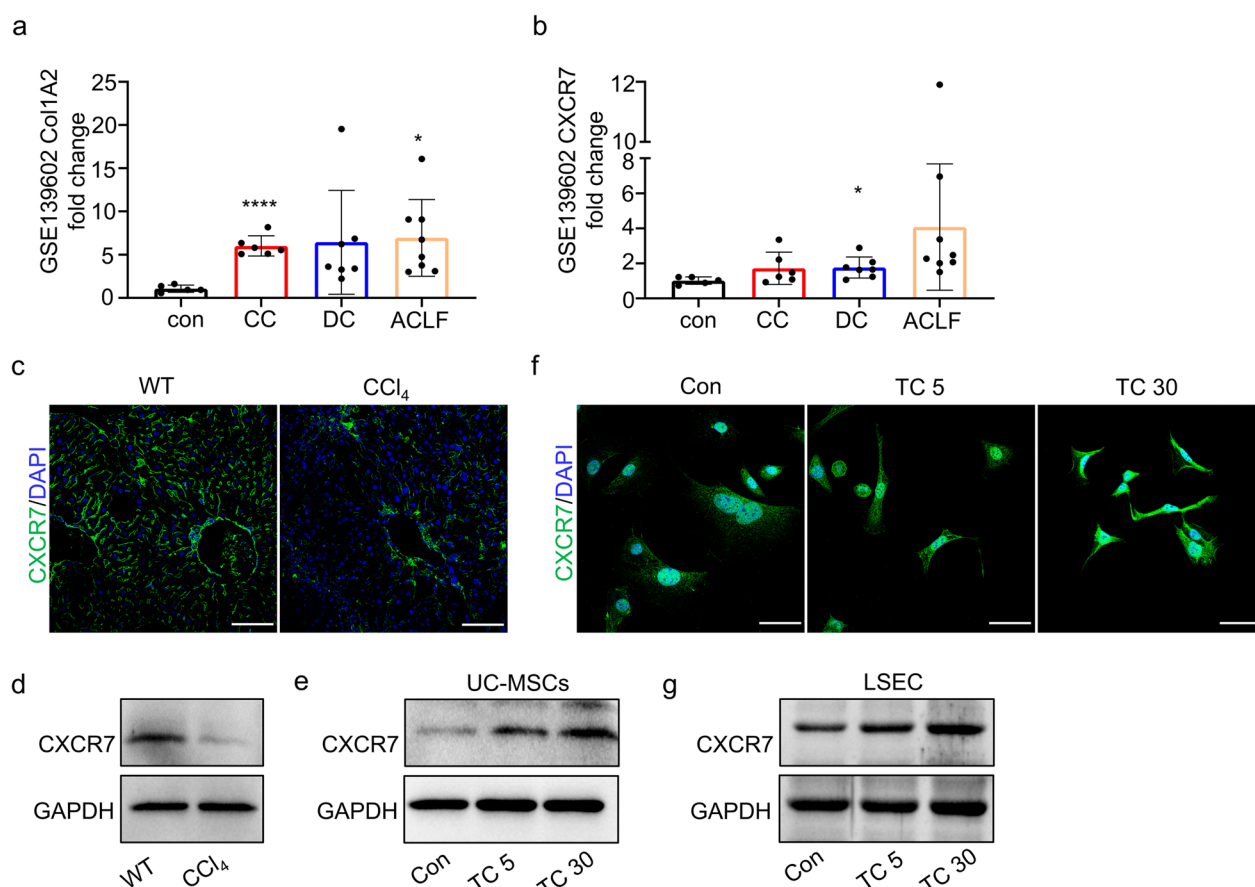 a
GSE139602 Col1A2
fold change
25
20
15
10
5
0
****
*
con CC DC ACLF
b
GSE139602 CXCR7
fold change
12
10
8
6
4
2
0
*
con CC DC ACLF
c
WT CCl₄
CXCR7/DAPI
f
Con TC 5 TC 30
CXCR7/DAPI
d
CXCR7
GAPDH
WT CCl₄
e
UC-MSCs
CXCR7
GAPDH
Con TC 5 TC 30
g
LSEC
CXCR7
GAPDH
Con TC 5 TC 30